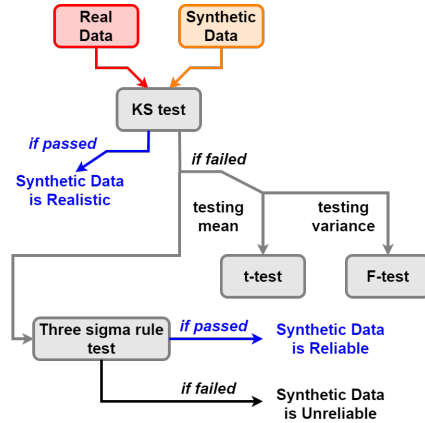 Real
Data
Synthetic
Data
KS test
if passed
if failed
Synthetic Data
is Realistic
testing
mean
testing
variance
t-test
F-test
Three sigma rule
test
if passed
Synthetic Data
is Reliable
if failed
Synthetic Data
is Unreliable